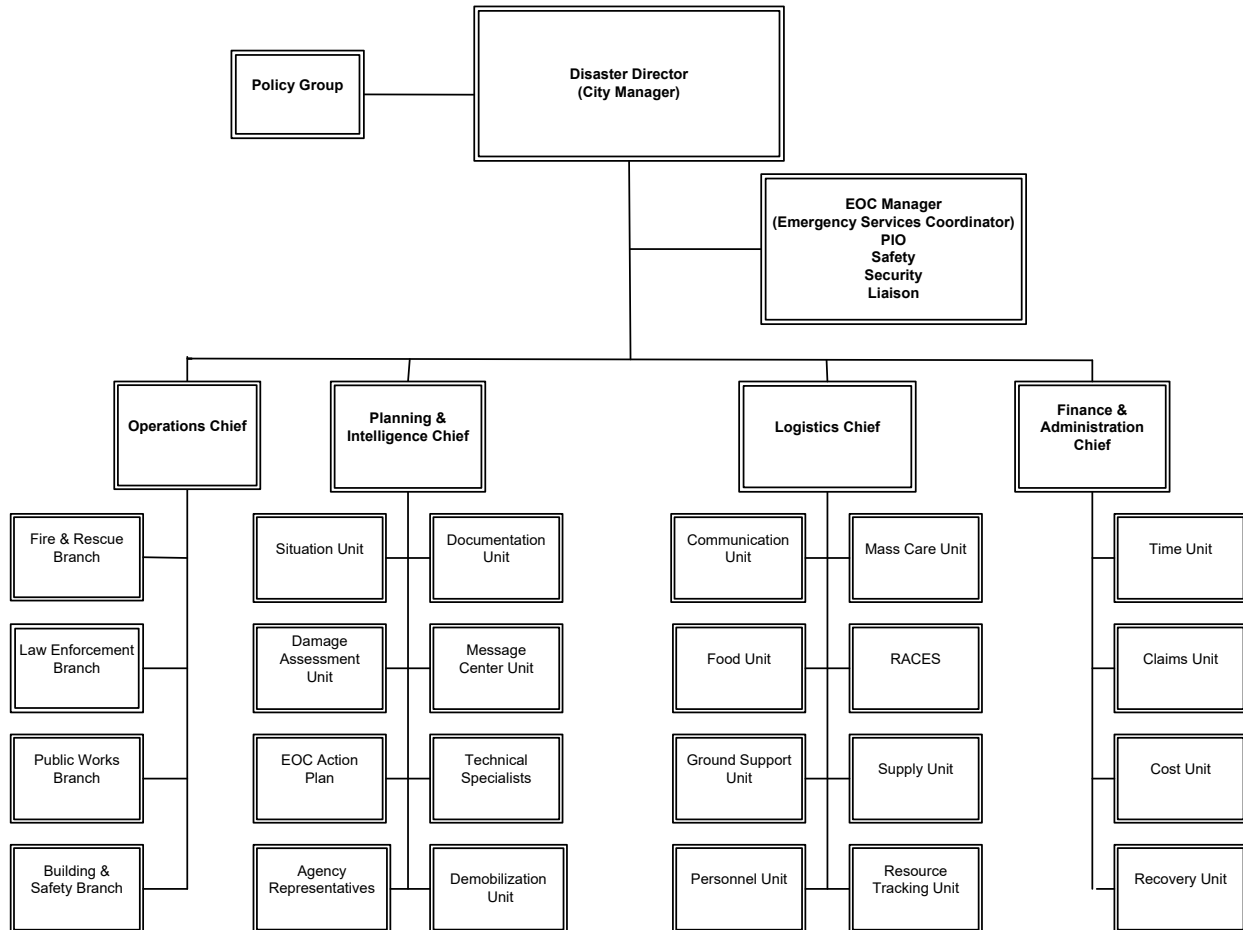 Policy Group
Disaster Director
(City Manager)
EOC Manager
(Emergency Services Coordinator)
PIO
Safety
Security
Liaison
Operations Chief
Planning &
Intelligence Chief
Logistics Chief
Finance &
Administration
Chief
Fire & Rescue
Branch
Situation Unit
Documentation
Unit
Communication
Unit
Mass Care Unit
Time Unit
Law Enforcement
Branch
Damage
Assessment
Unit
Message
Center Unit
Food Unit
RACES
Claims Unit
Public Works
Branch
EOC Action
Plan
Technical
Specialists
Ground Support
Unit
Supply Unit
Cost Unit
Building &
Safety Branch
Agency
Representatives
Demobilization
Unit
Personnel Unit
Resource
Tracking Unit
Recovery Unit